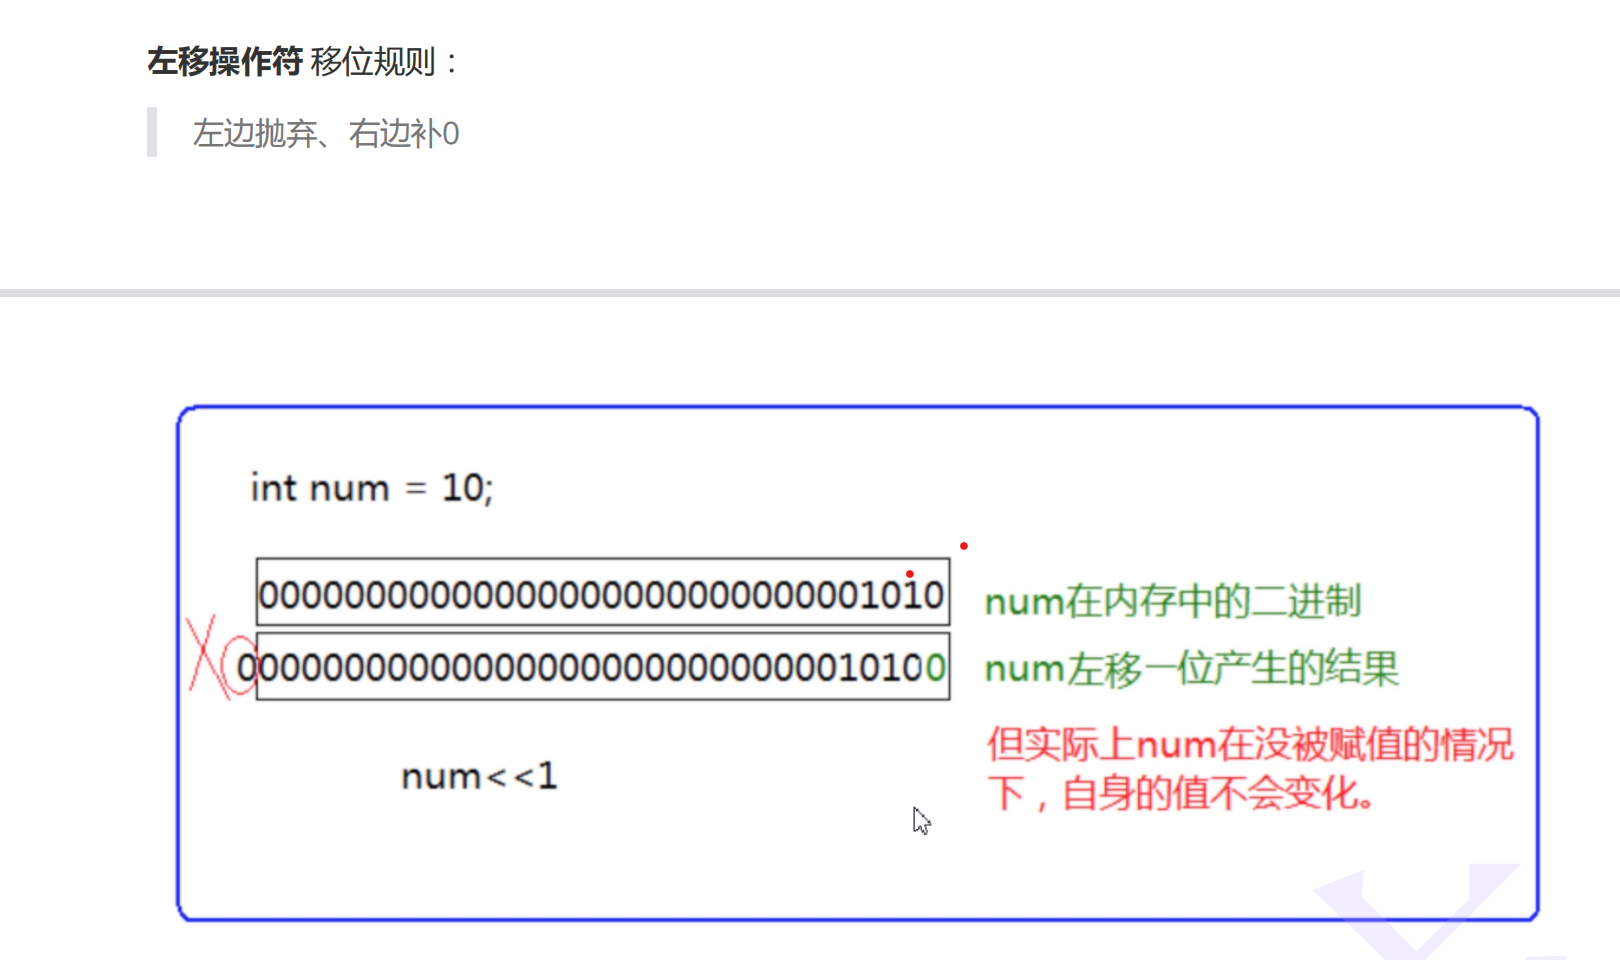 左移操作符 移位规则：
左边抛弃、右边补0
int num = 10;
00000000000000000000000000001010
num在内存中的二进制
000000000000000000000000000010100
num左移一位产生的结果
但实际上num在没被赋值的情况
下，自身的值不会变化。
num<<1